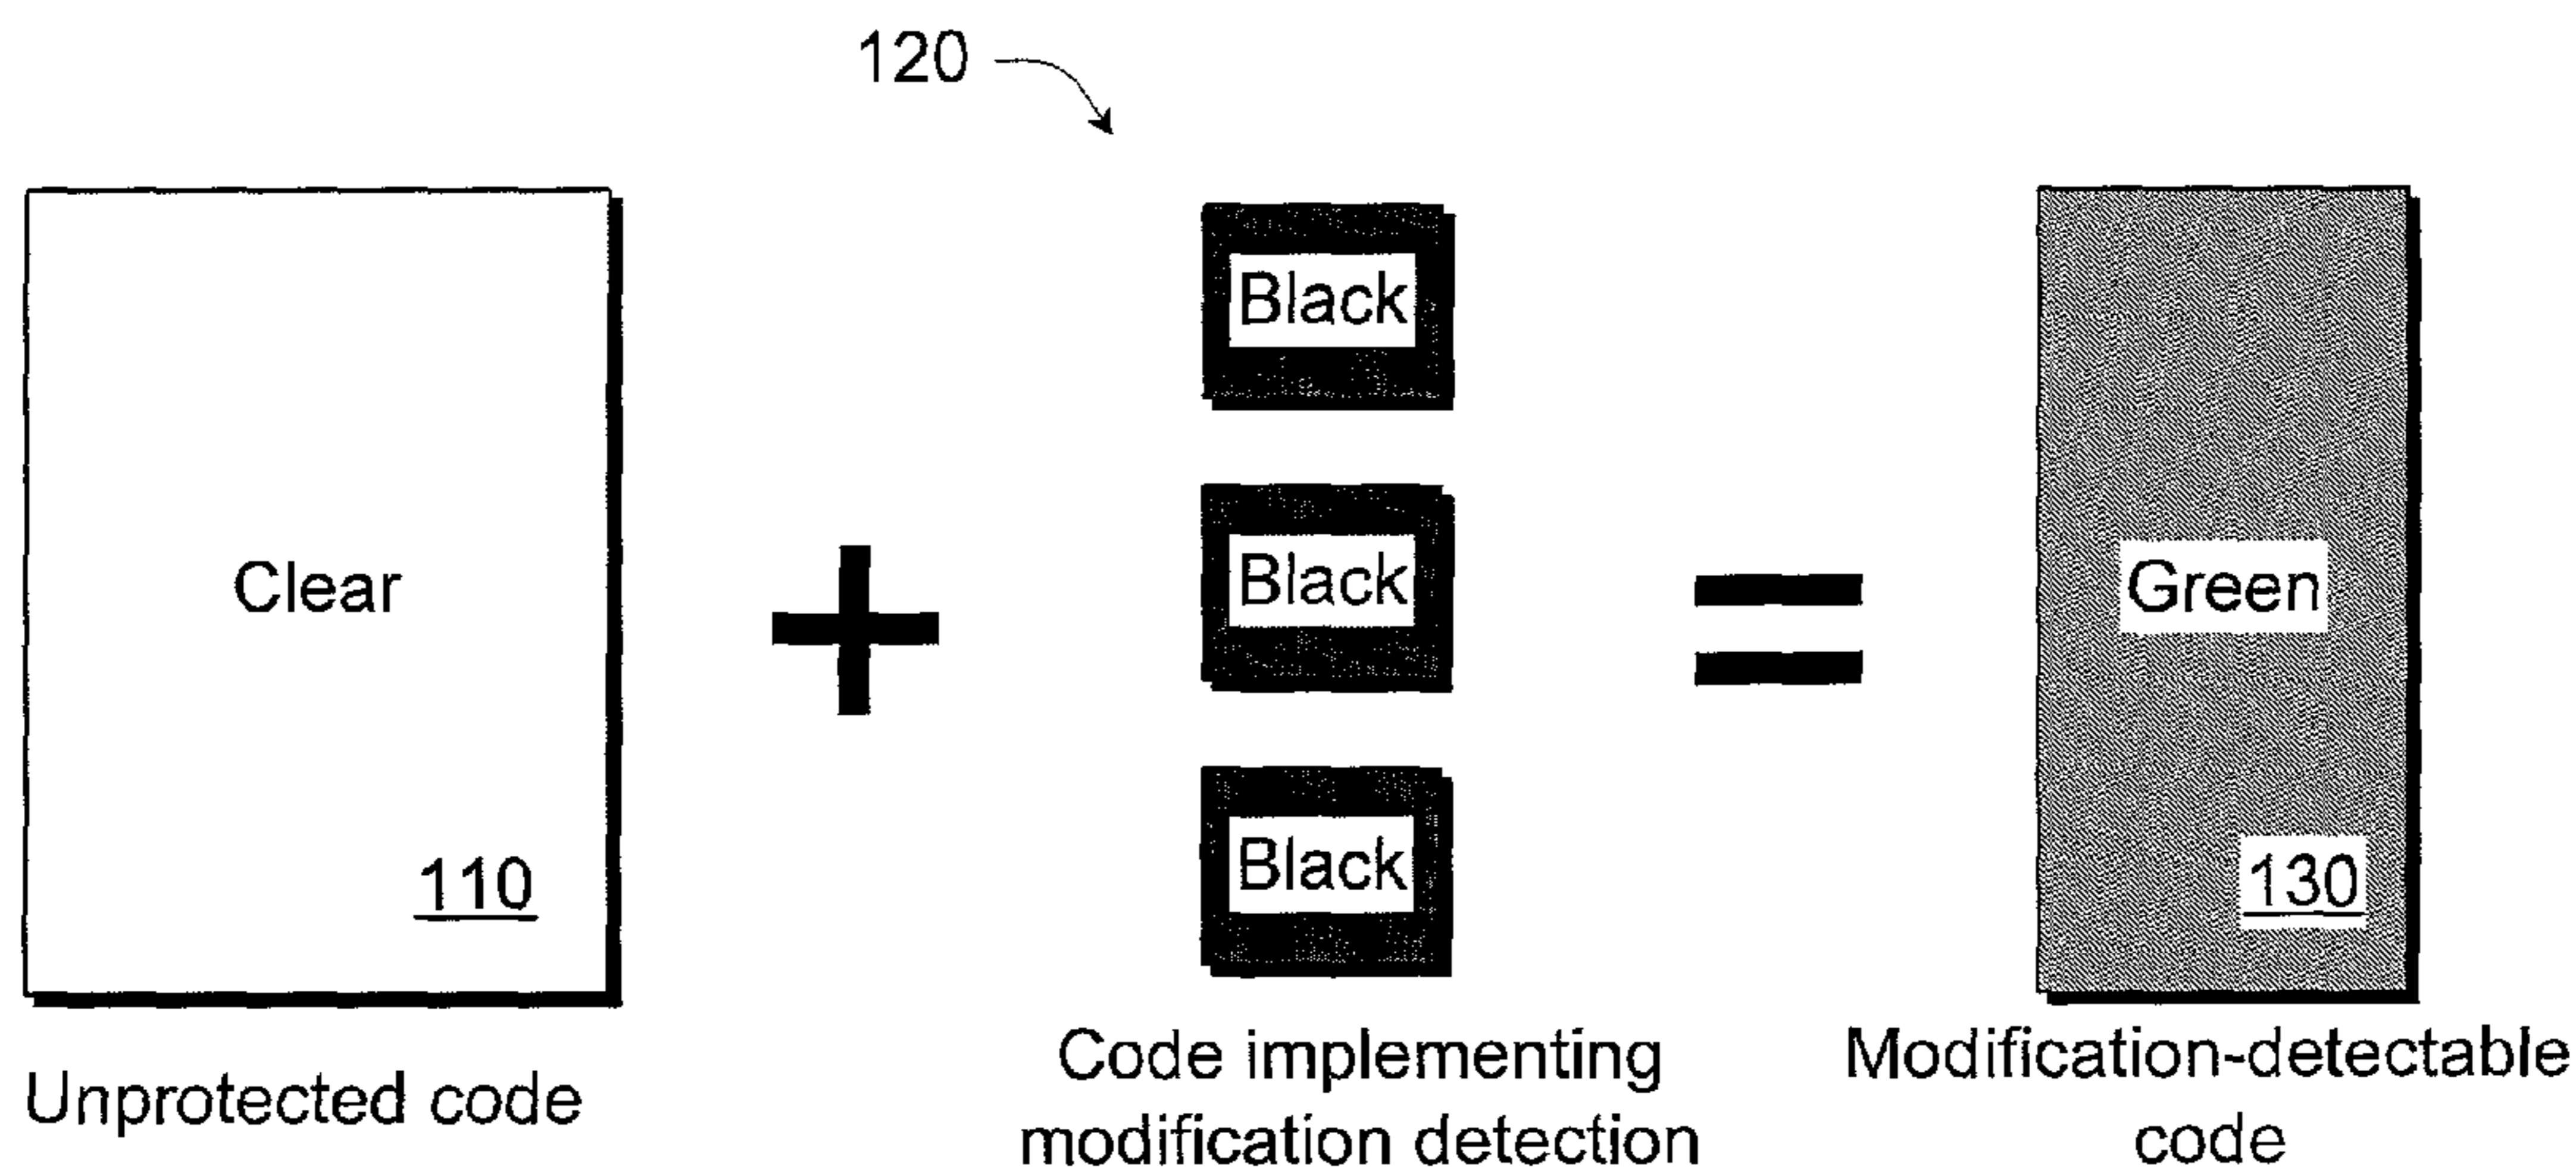 120
Clear
110
Unprotected code
+
Black
Black
Black
Code implementing
modification detection
=
Green
130
Modification-detectable
code